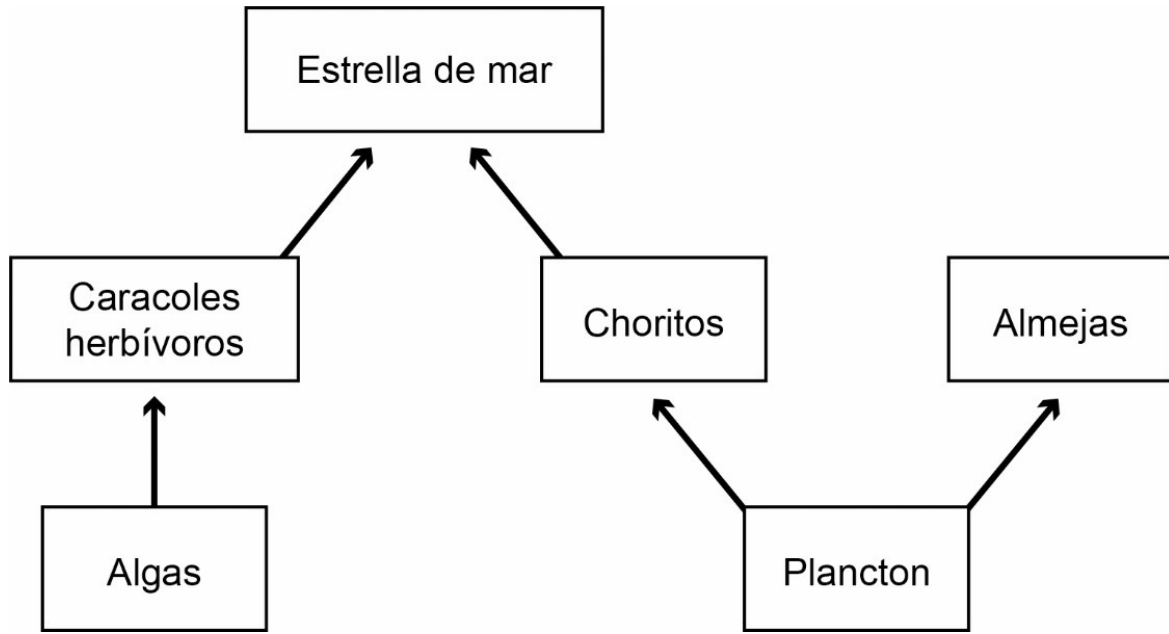 Estrella de mar
Caracoles
herbívoros
Choritos
Almejas
Algas
Plancton